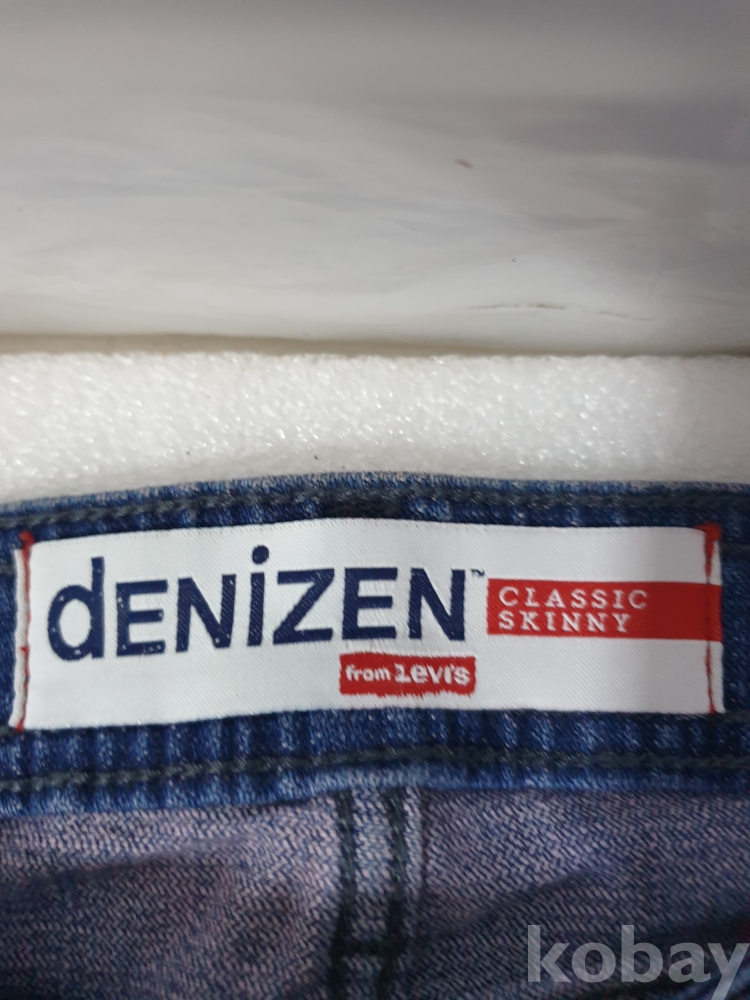 dENiZEN™
CLASSIC
SKINNY
from Levi's
kobay